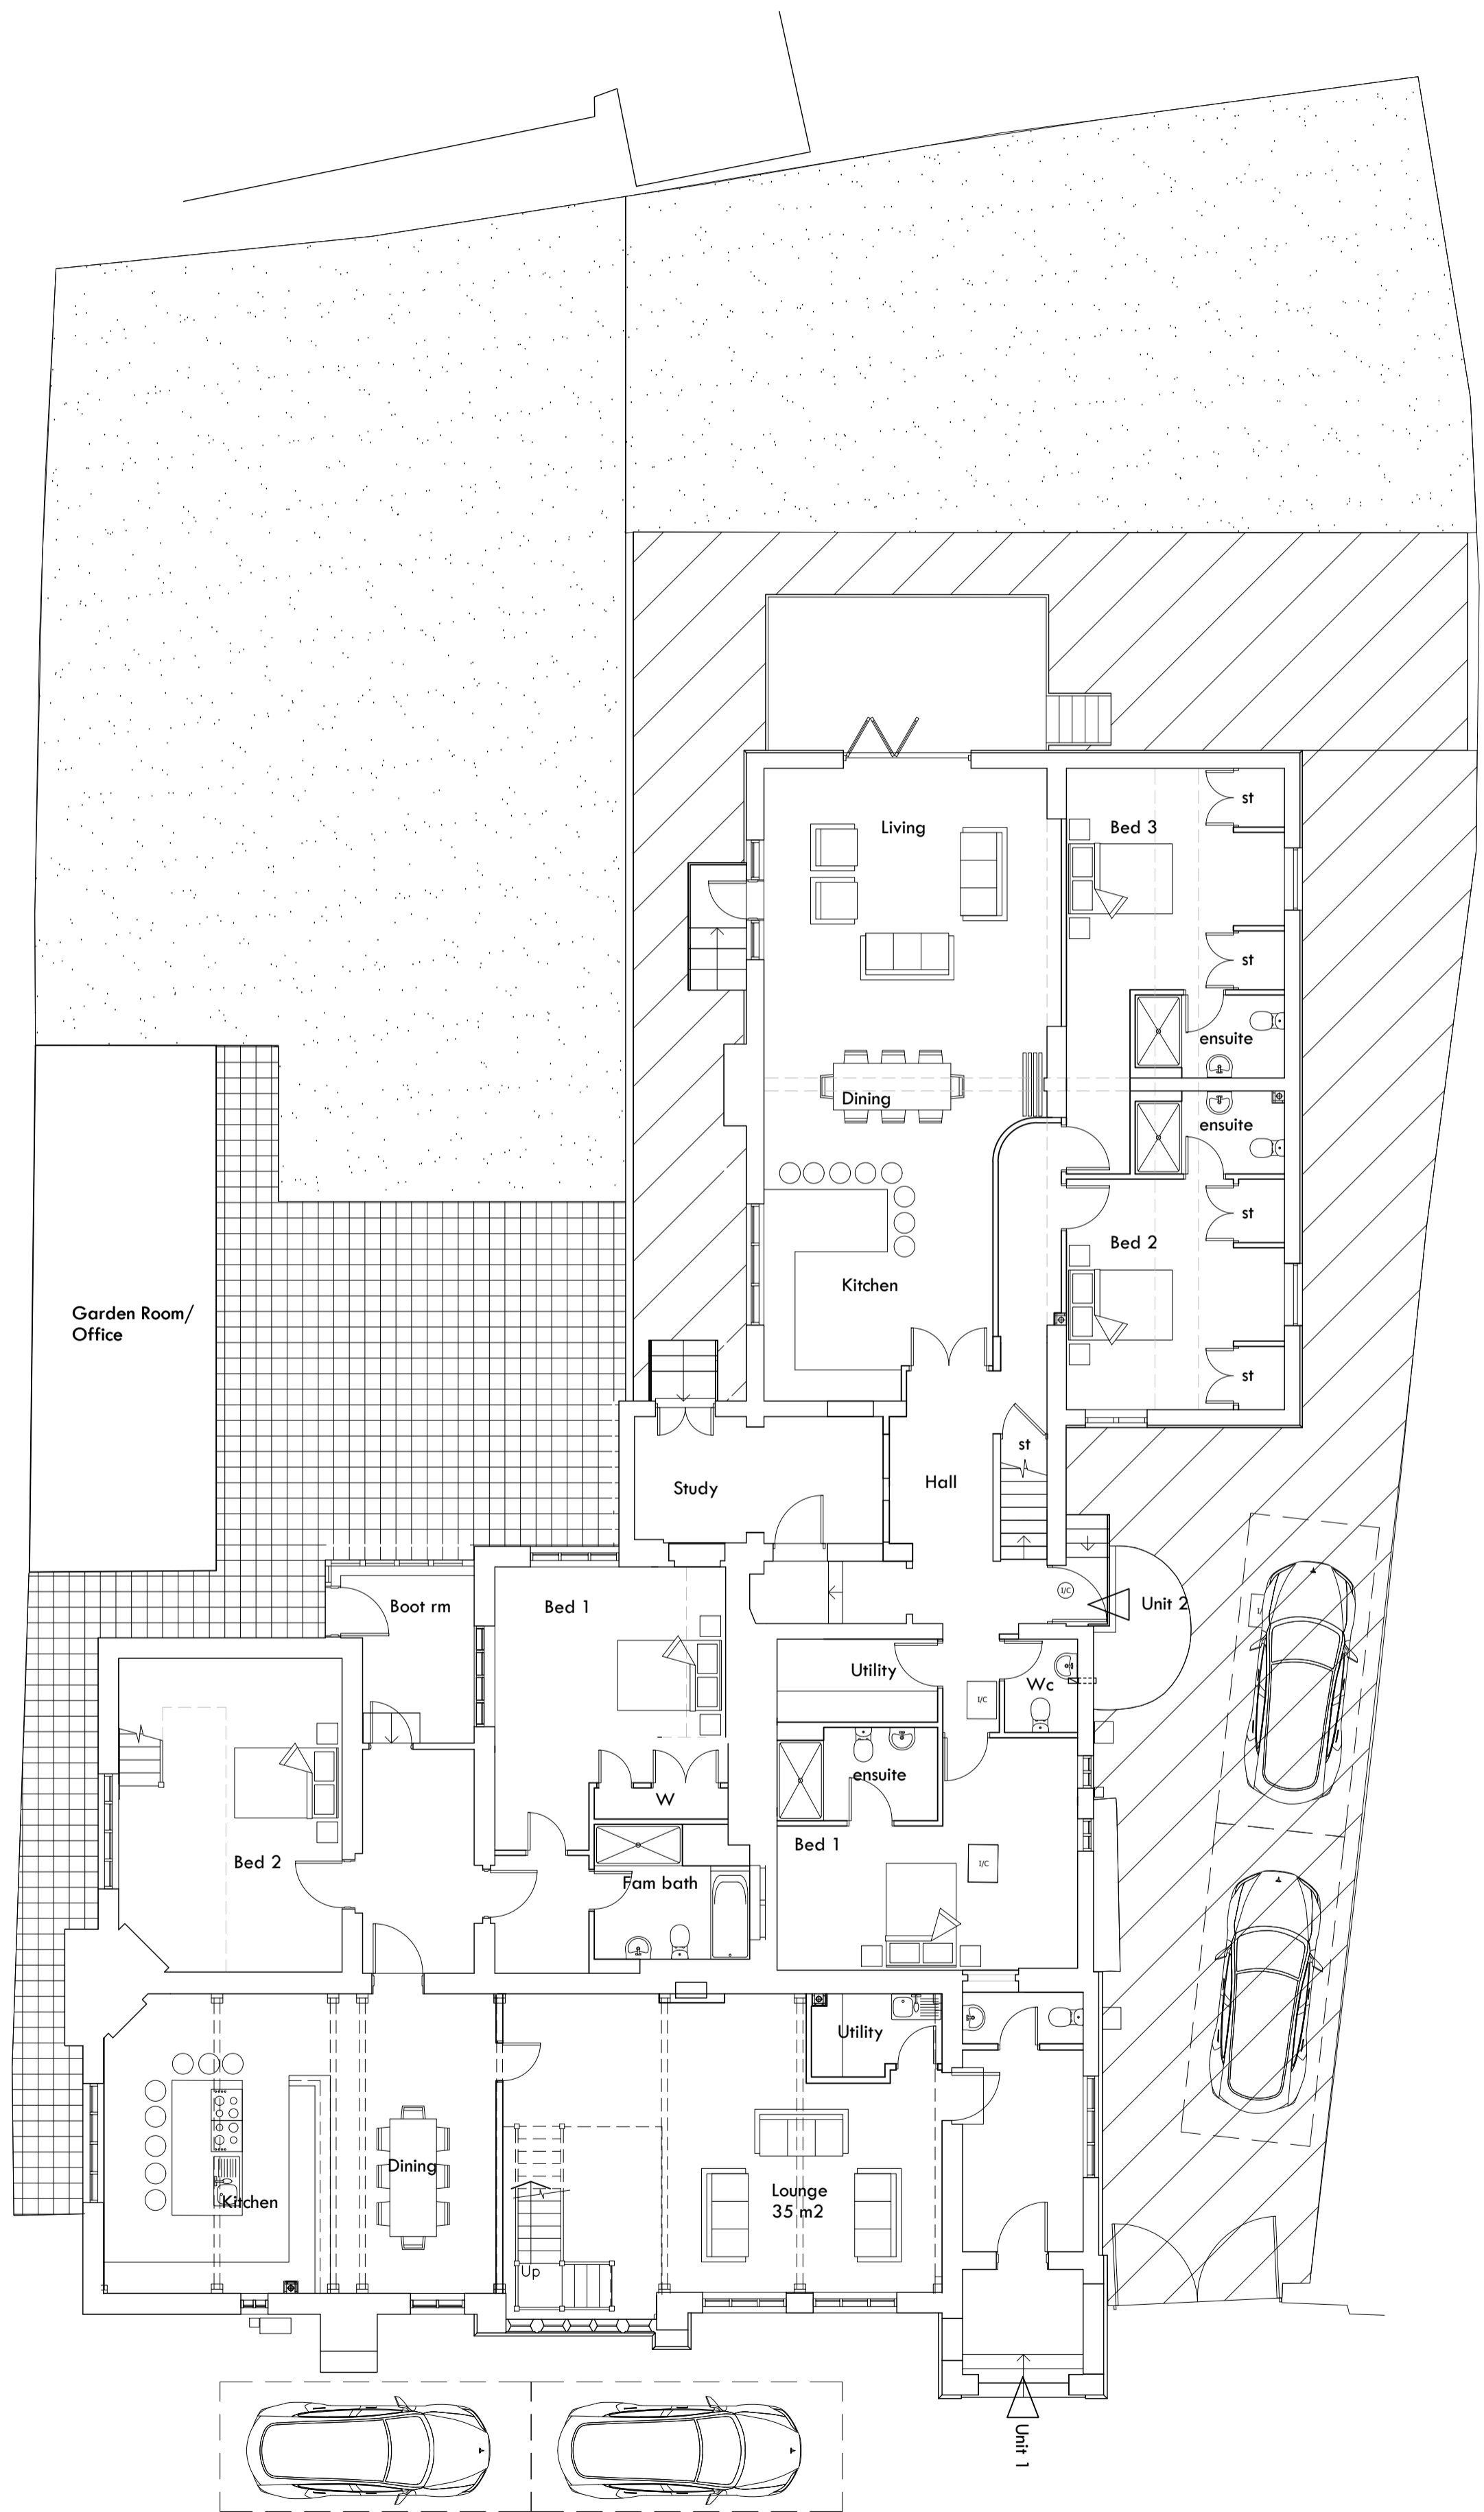 Living
Bed 3
st
st
ensuite
Dining
ensuite
st
Bed 2
Kitchen
Garden Room/
Office
st
st
Study
Hall
I/C
Unit 2
Boot rm
Bed 1
Utility
Wc
I/C
W
ensuite
Bed 1
I/C
Bed 2
Fam bath
Utility
Dining
Kitchen
Lounge
35 m2
Up
Unit 1